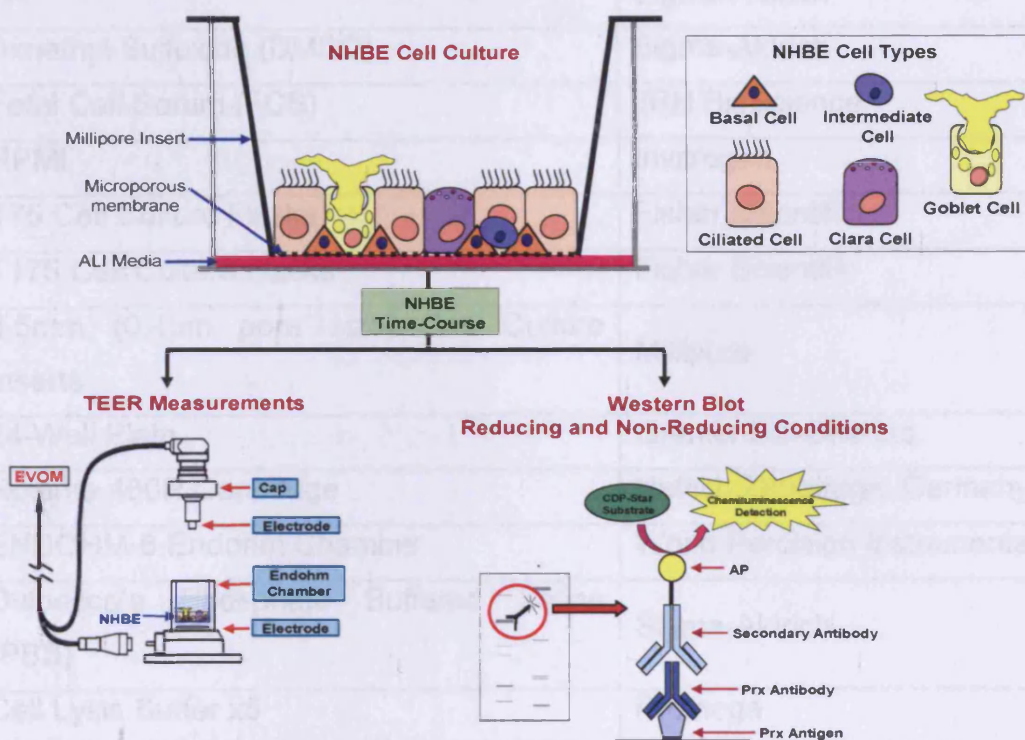 NHBE Cell Culture
Millipore Insert
Microporous
membrane
ALI Media
NHBE Cell Types
Basal Cell
Intermediate
Cell
Goblet Cell
Ciliated Cell
Clara Cell
NHBE
Time-Course
TEER Measurements
EVOM
Cap
Electrode
Endohm
Chamber
NHBE
Electrode
Western Blot
Reducing and Non-Reducing Conditions
CDP-Star
Substrate
Chemiluminescence
Detection
AP
Secondary Antibody
Prx Antibody
Prx Antigen